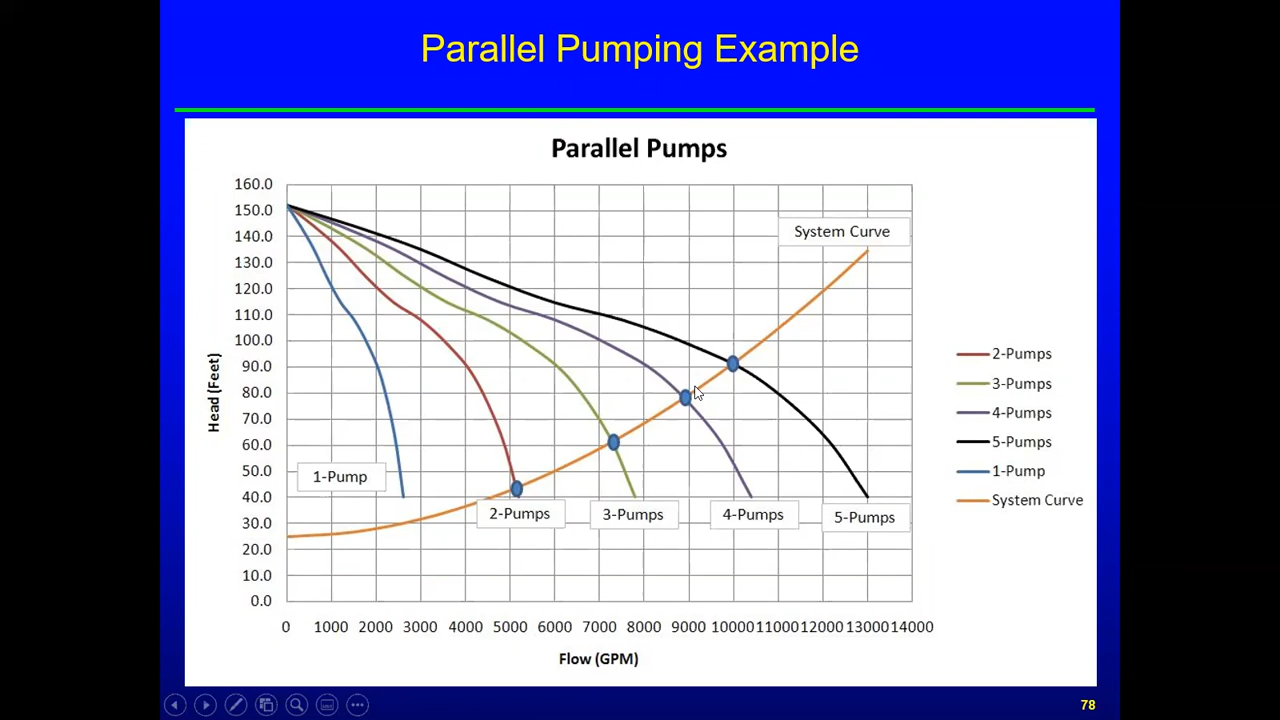 Parallel Pumping Example
Parallel Pumps
160.0
150.0
140.0
130.0
120.0
110.0
100.0
90.0
80.0
70.0
60.0
50.0
40.0
30.0
20.0
10.0
0.0
Head (Feet)
System Curve
1-Pump
2-Pumps
3-Pumps
4-Pumps
5-Pumps
2-Pumps
3-Pumps
4-Pumps
5-Pumps
1-Pump
System Curve
0 1000 2000 3000 4000 5000 6000 7000 8000 9000 10000 11000 12000 13000 14000
Flow (GPM)
78